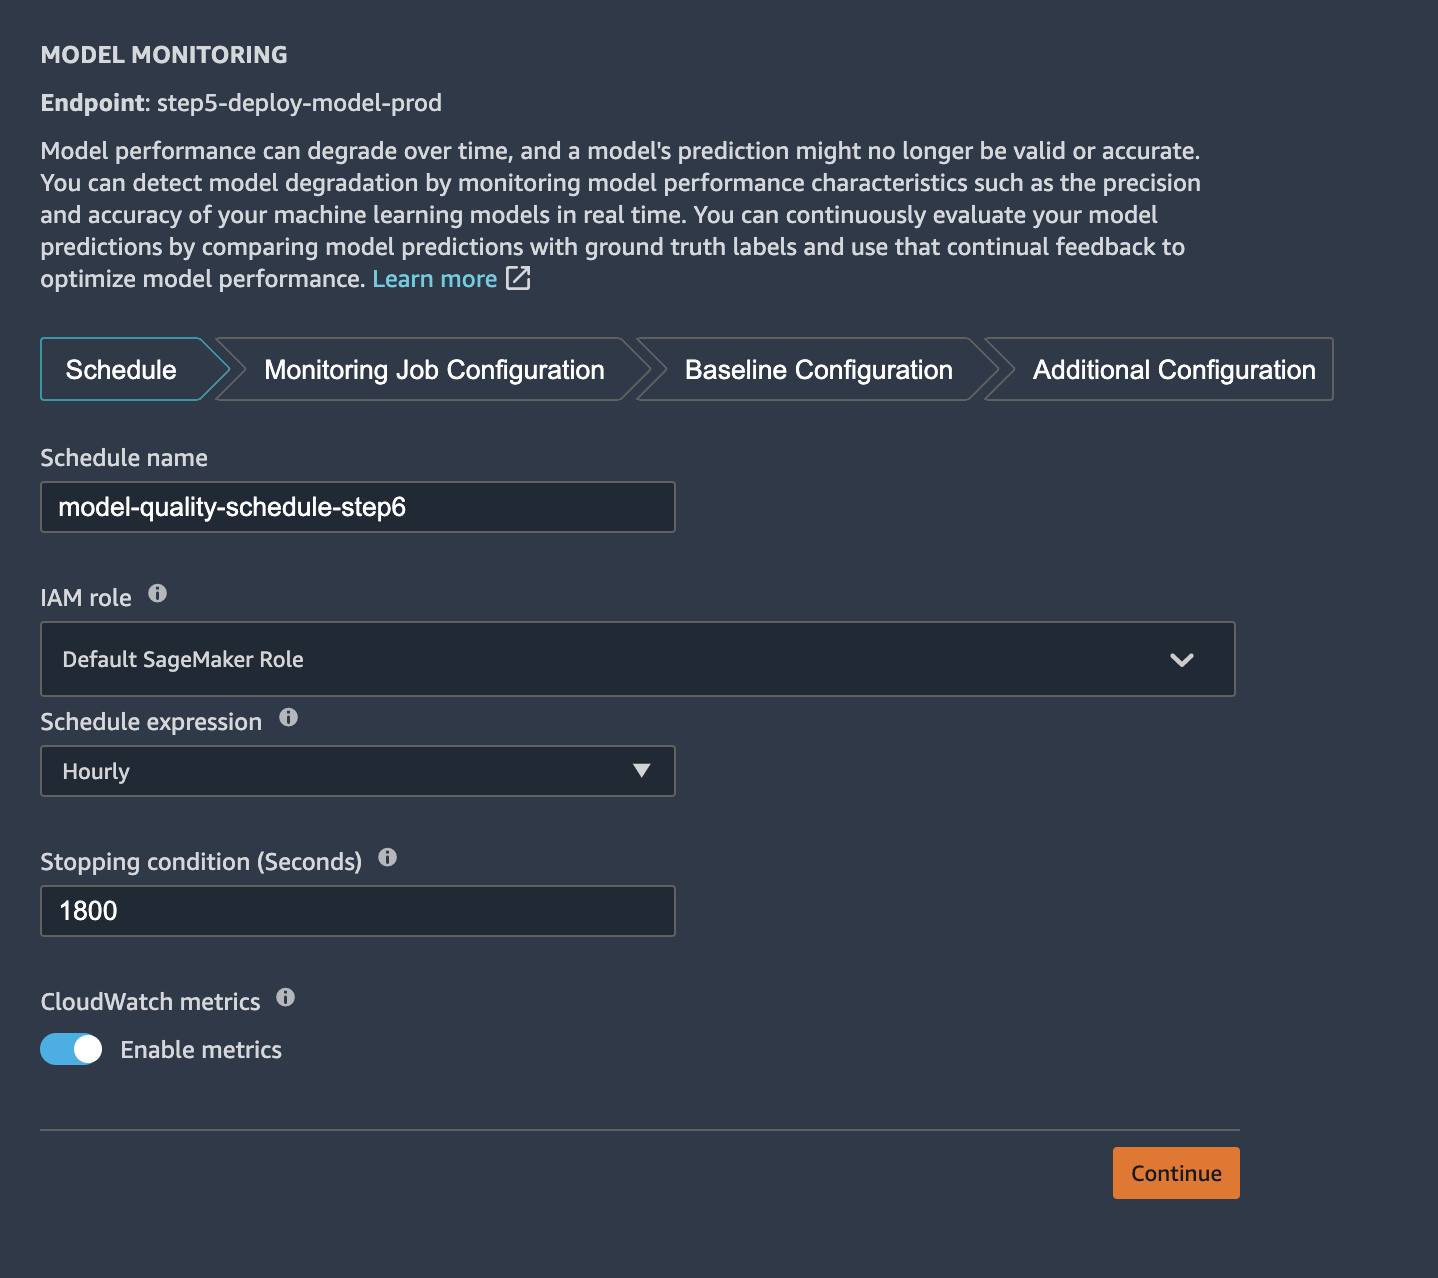 MODEL MONITORING
Endpoint: step5-deploy-model-prod
Model performance can degrade over time, and a model's prediction might no longer be valid or accurate.
You can detect model degradation by monitoring model performance characteristics such as the precision
and accuracy of your machine learning models in real time. You can continuously evaluate your model
predictions by comparing model predictions with ground truth labels and use that continual feedback to
optimize model performance. Learn more
Schedule
Monitoring Job Configuration
Baseline Configuration
Additional Configuration
Schedule name
model-quality-schedule-step6
IAM role
Default SageMaker Role
Schedule expression
Hourly
Stopping condition (Seconds)
1800
CloudWatch metrics
Enable metrics
Continue